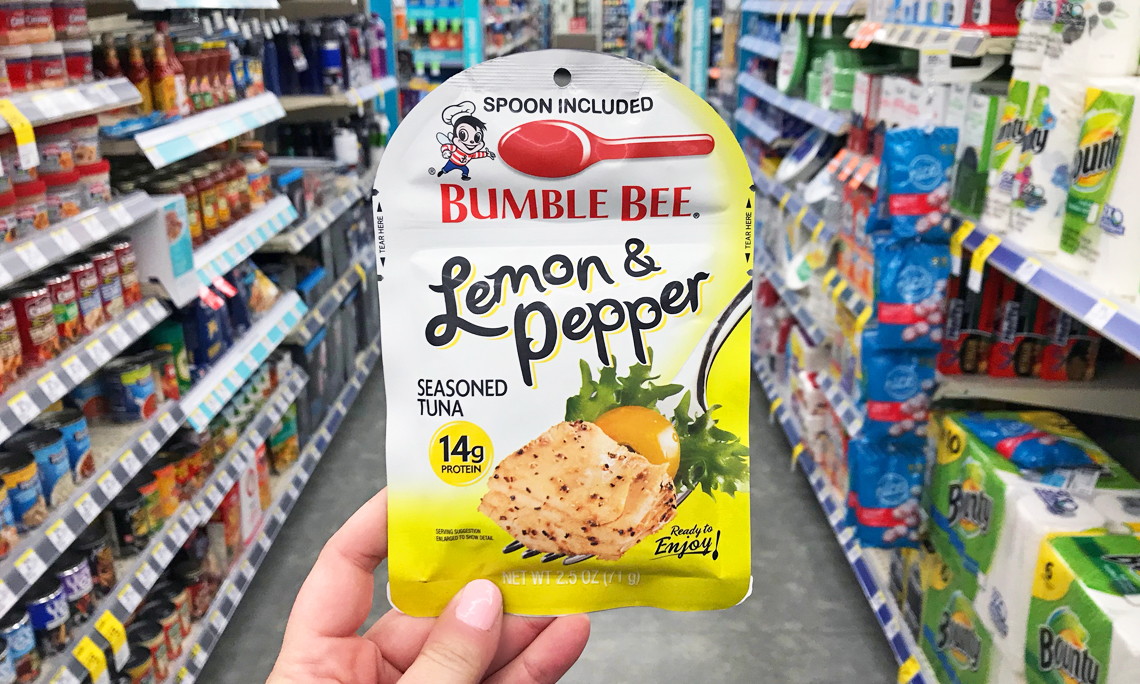 SPOON INCLUDED
BUMBLE BEE®
TEAR HERE
TEAR HERE
Lemon &
Pepper
SEASONED
TUNA
14g
PROTEIN
SERVING SUGGESTION
ENLARGED TO SHOW DETAIL
Ready to
Enjoy!
NET WT 2.5 OZ (71 g)
Bounty
Bounty
Bounty
nice!